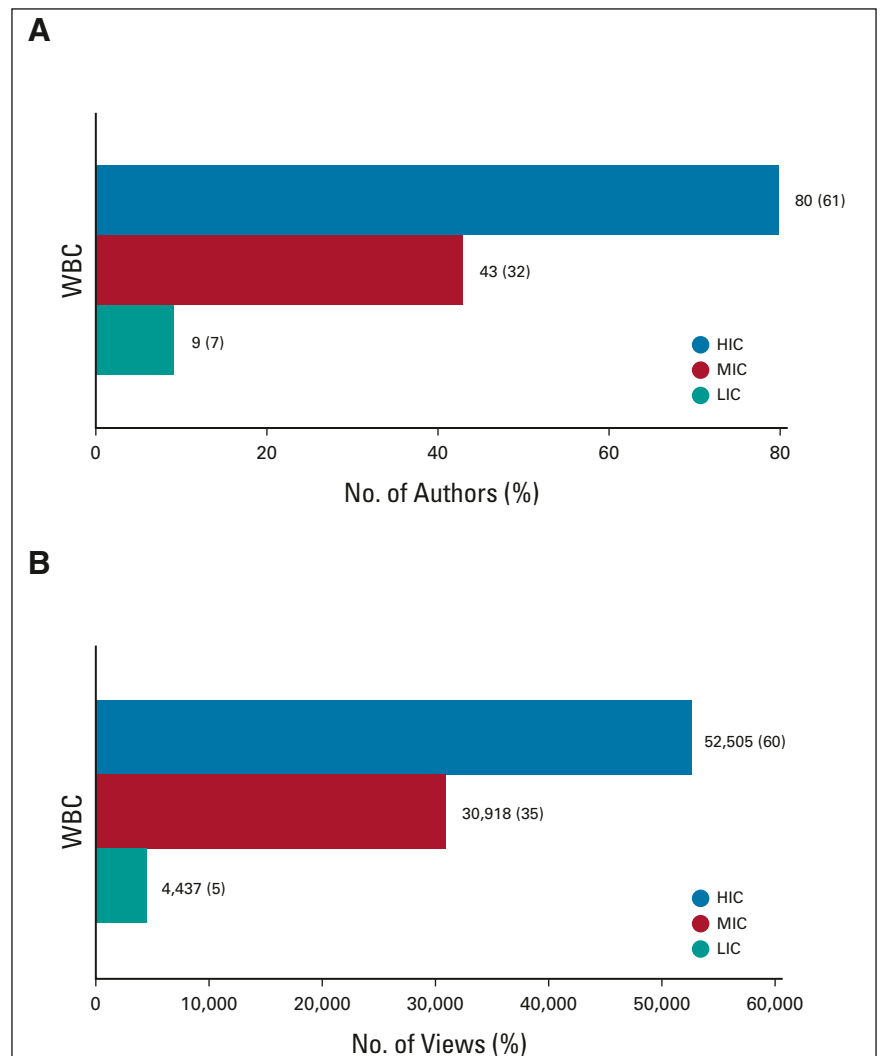 A
WBC
80 (61)
43 (32)
9 (7)
HIC
MIC
LIC
0 20 40 60 80
No. of Authors (%)
B
WBC
52,505 (60)
30,918 (35)
4,437 (5)
HIC
MIC
LIC
0 10,000 20,000 30,000 40,000 50,000 60,000
No. of Views (%)